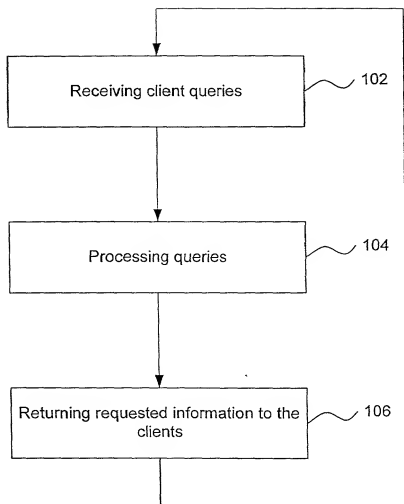 Receiving client queries
102
Processing queries
104
Returning requested information to the
clients
106